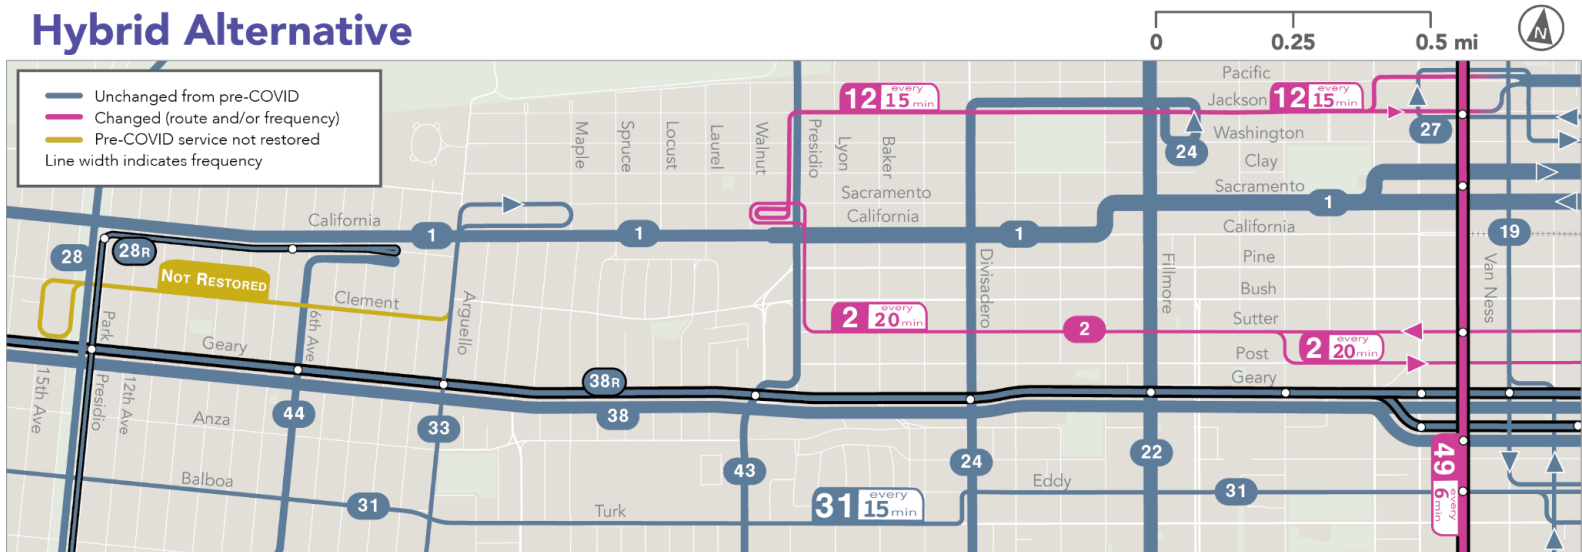 Hybrid Alternative
0 0.25 0.5 mi
N
Unchanged from pre-COVID
Changed (route and/or frequency)
Pre-COVID service not restored
Line width indicates frequency
Pacific
12 every 15 min
Jackson
12 every 15 min
27
Washington
24
Clay
Maple
Spruce
Locust
Laurel
Walnut
Presidio
Lyon
Baker
Sacramento
Sacramento
California
California
1
1
1
1
California
19
28
28R
Not Restored
Clement
Pine
Bush
Divisadero
Fillmore
Van Ness
Arguello
Park
Presidio
6th Ave
2 every 20 min
2
Sutter
Geary
Post
2 every 20 min
Geary
38R
38
15th Ave
12th Ave
Anza
44
33
43
24
22
49 every 6 min
Balboa
31
Turk
31 every 15 min
Eddy
31